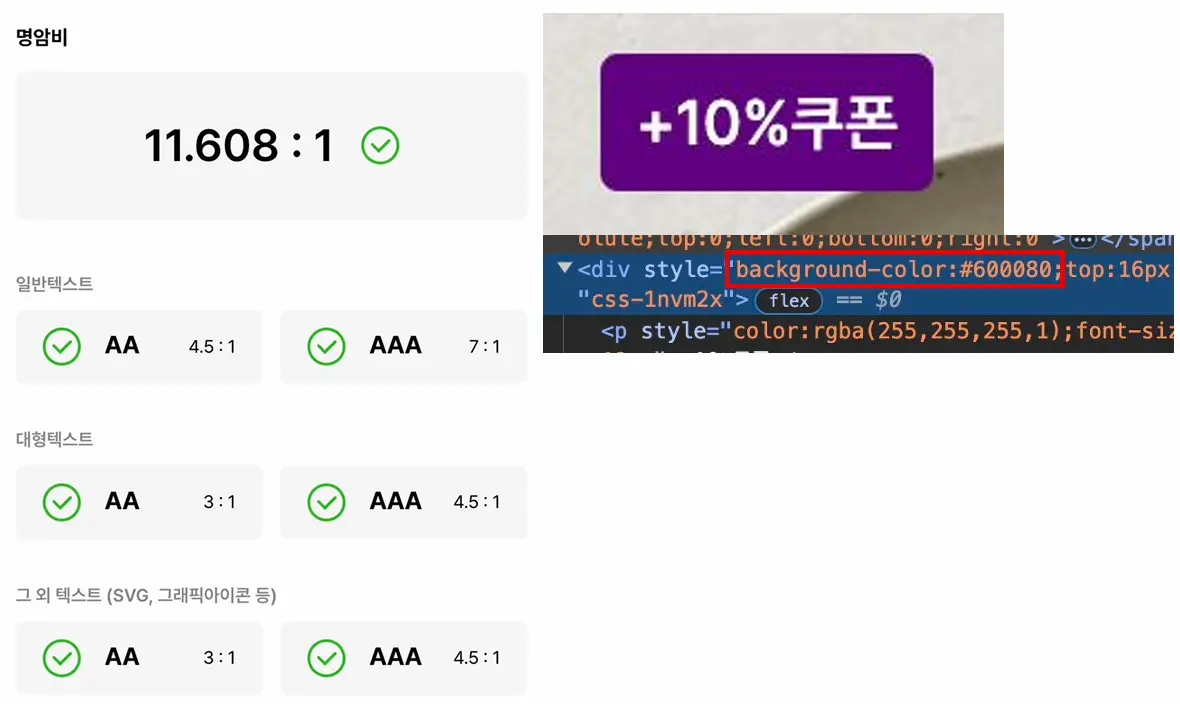 명암비
11.608 : 1
일반텍스트
AA 4.5 : 1
AAA 7 : 1
대형텍스트
AA 3 : 1
AAA 4.5 : 1
그 외 텍스트 (SVG, 그래픽아이콘 등)
AA 3 : 1
AAA 4.5 : 1
+10%쿠폰
olute;top:0;left:0;bottom:0;right:0">…</span
<div style="background-color:#600080;top:16px
"css-1nvm2x"> flex == $0
<p style="color:rgba(255,255,255,1);font-siz